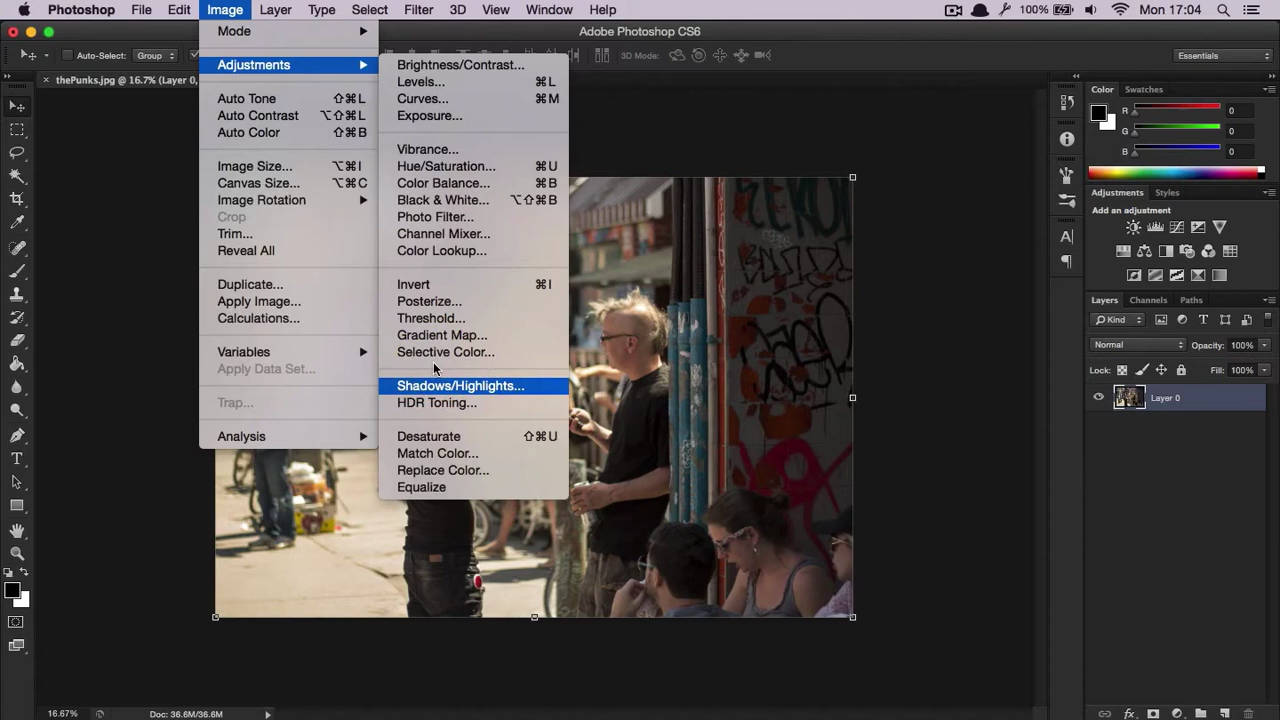 Photoshop File Edit Image Layer Type Select Filter 3D View Window Help 100% Mon 17:04
Adobe Photoshop CS6
Auto-Select: Group 3D Mode: Essentials
thePunks.jpg @ 16.7% (Layer 0,
Mode
Adjustments
Auto Tone ⇧⌘L
Auto Contrast ⌥⇧⌘L
Auto Color ⇧⌘B
Image Size... ⌥⌘I
Canvas Size... ⌥⌘C
Image Rotation
Crop
Trim...
Reveal All
Duplicate...
Apply Image...
Calculations...
Variables
Apply Data Set...
Trap...
Analysis
Brightness/Contrast...
Levels... ⌘L
Curves... ⌘M
Exposure...
Vibrance...
Hue/Saturation... ⌘U
Color Balance... ⌘B
Black & White... ⌥⇧⌘B
Photo Filter...
Channel Mixer...
Color Lookup...
Invert ⌘I
Posterize...
Threshold...
Gradient Map...
Selective Color...
Shadows/Highlights...
HDR Toning...
Desaturate ⇧⌘U
Match Color...
Replace Color...
Equalize
Color Swatches
R 0
G 0
B 0
Adjustments Styles
Add an adjustment
Layers Channels Paths
Kind
Normal Opacity: 100%
Lock: Fill: 100%
Layer 0
16.67% Doc: 36.6M/36.6M